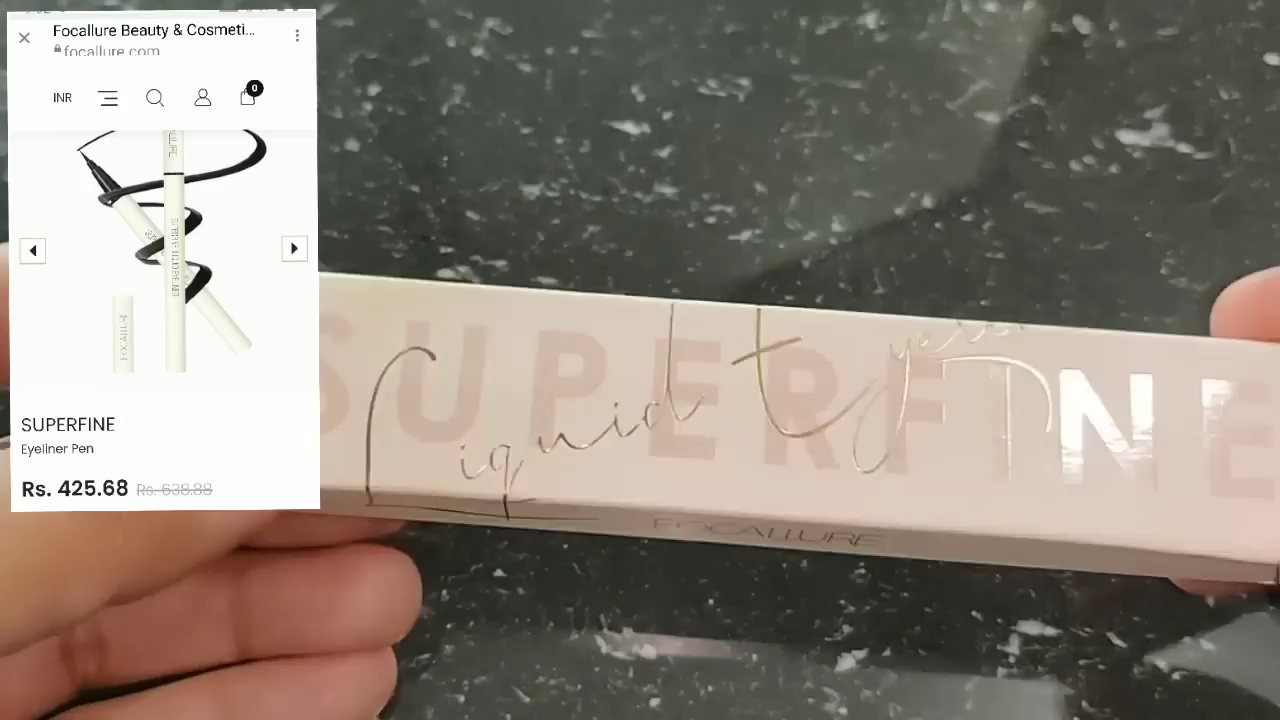 Focallure Beauty & Cosmeti...
focallure.com
INR
0
SUPERFINE
Eyeliner Pen
Rs. 425.68 Rs. 638.88
SUPERFINE
Liquid
FOCALLURE